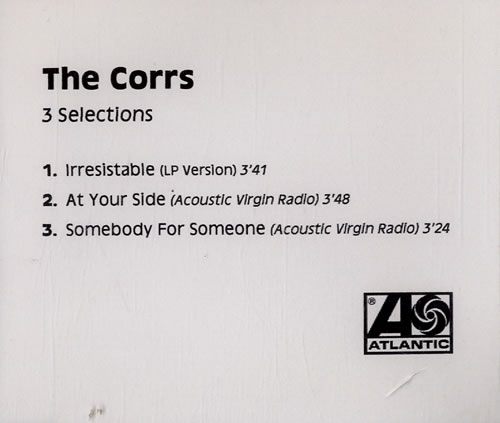 The Corrs
3 Selections
1. Irresistable (LP Version) 3'41
2. At Your Side (Acoustic Virgin Radio) 3'48
3. Somebody For Someone (Acoustic Virgin Radio) 3'24
®
ATLANTIC